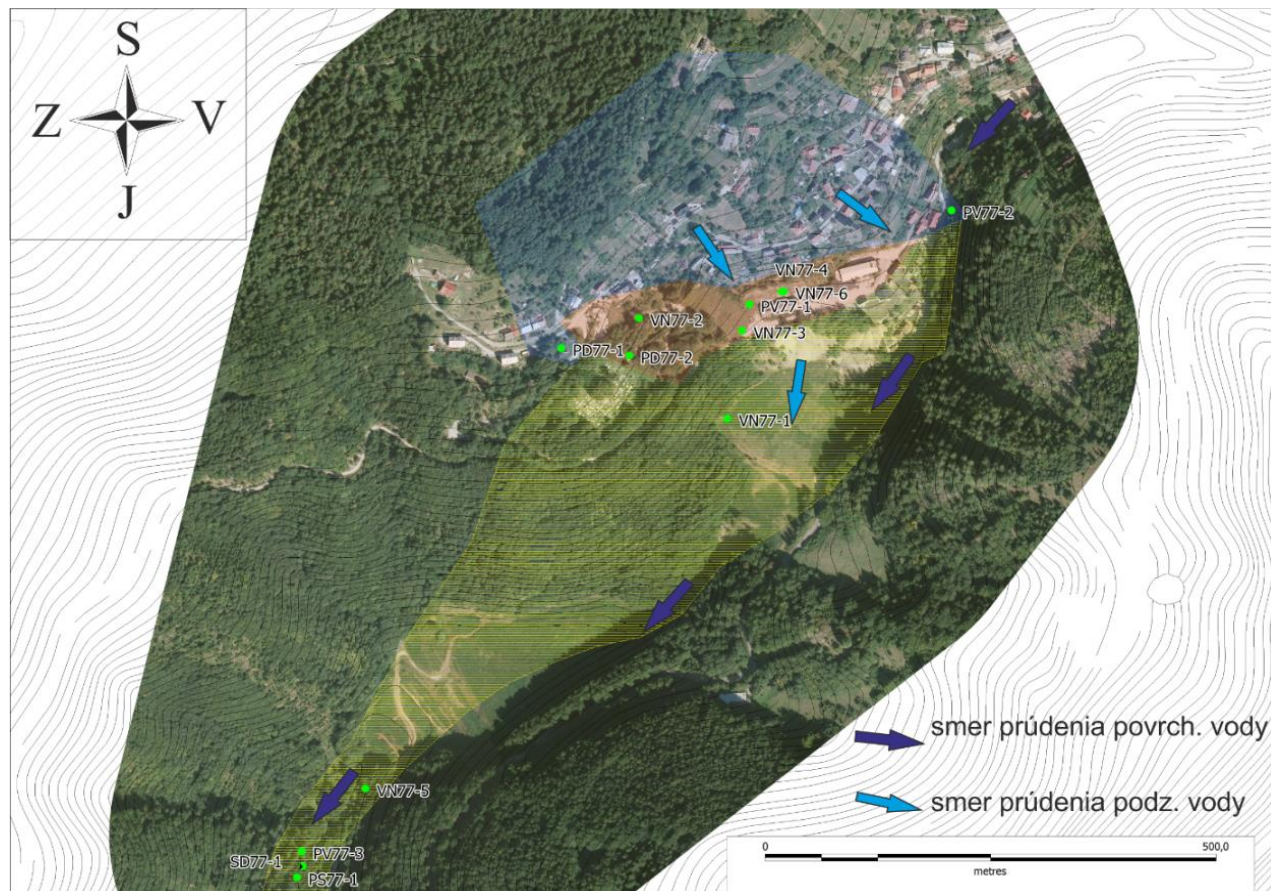 S
Z V
J
PV77-2
VN77-4
VN77-6
PV77-1
VN77-2
VN77-3
PD77-1
PD77-2
VN77-1
smer prúdenia povrch. vody
smer prúdenia podz. vody
VN77-5
PV77-3
SD77-1
PS77-1
0 500,0
metres